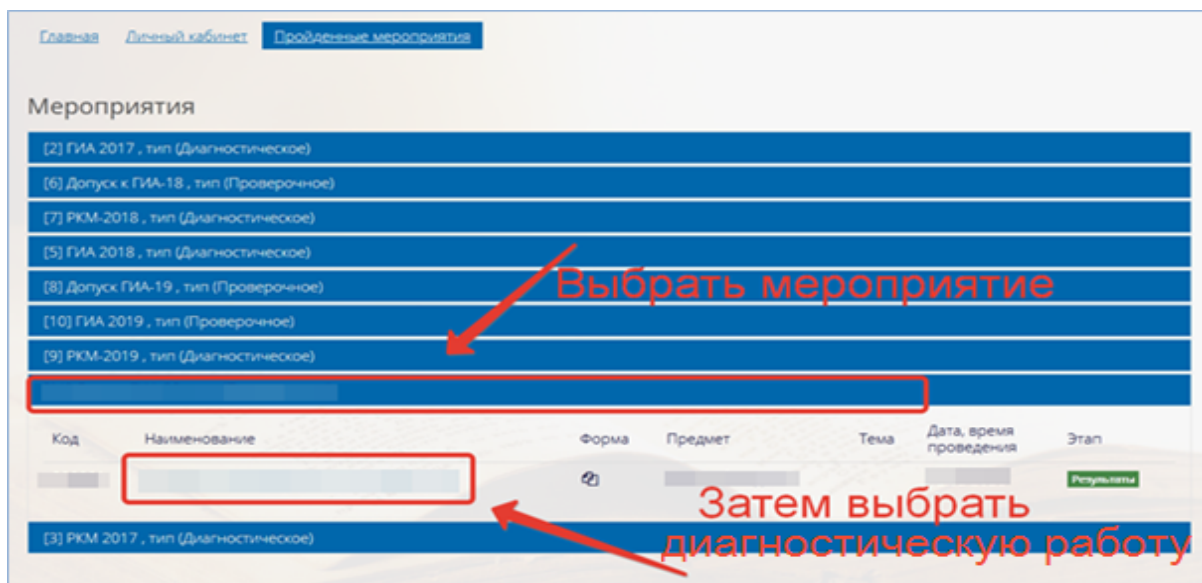 Главная Личный кабинет Пройденные мероприятия
Мероприятия
[2] ГИА 2017 , тип (Диагностическое)
[6] Допуск к ГИА-18 , тип (Проверочное)
[7] РКМ-2018 , тип (Диагностическое)
[5] ГИА 2018 , тип (Диагностическое)
[8] Допуск ГИА-19 , тип (Проверочное)
Выбрать мероприятие
[10] ГИА 2019 , тип (Проверочное)
[9] РКМ-2019 , тип (Диагностическое)
Код Наименование Форма Предмет Тема Дата, время проведения Этап
Результаты
Затем выбрать
диагностическую работу
[3] РКМ 2017 , тип (Диагностическое)